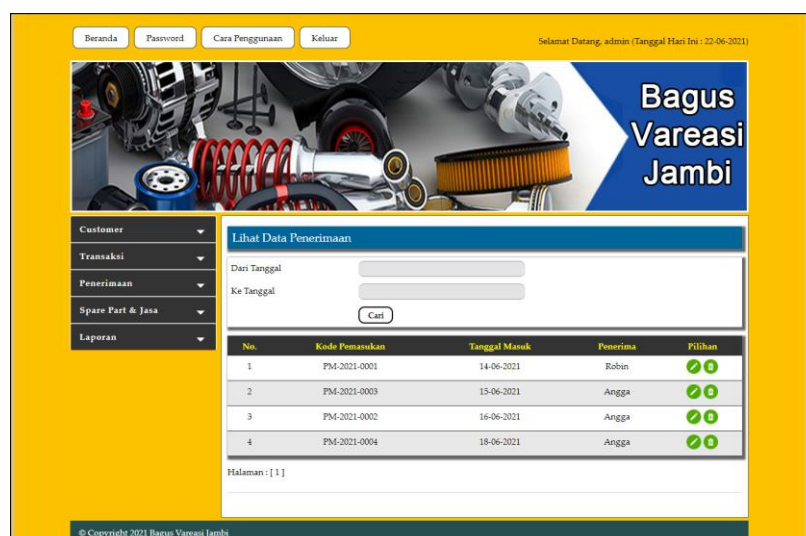 Beranda Password Cara Penggunaan Keluar Selamat Datang, admin (Tanggal Hari Ini : 22-06-2021)
Bagus
Vareasi
Jambi
Customer
Transaksi
Penerimaan
Spare Part & Jasa
Laporan
Lihat Data Penerimaan
Dari Tanggal
Ke Tanggal
Cari
No. Kode Pemasukan Tanggal Masuk Penerima Pilihan
1 PM-2021-0001 14-06-2021 Robin
2 PM-2021-0003 15-06-2021 Angga
3 PM-2021-0002 16-06-2021 Angga
4 PM-2021-0004 18-06-2021 Angga
Halaman : [ 1 ]
© Copyright 2021 Bagus Vareasi Jambi